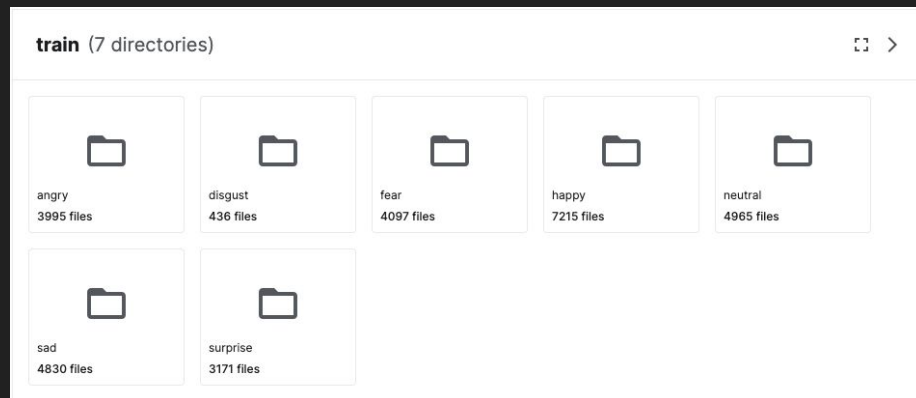 train (7 directories)
angry
3995 files
disgust
436 files
fear
4097 files
happy
7215 files
neutral
4965 files
sad
4830 files
surprise
3171 files